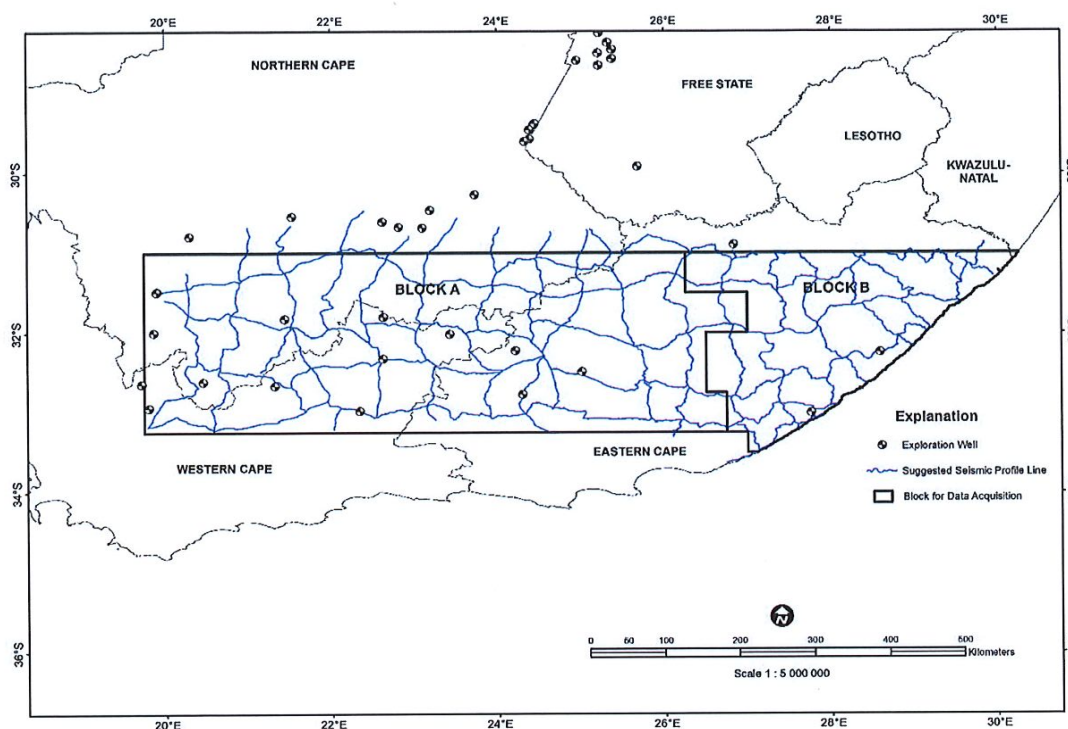 20°E 22°E 24°E 26°E 28°E 30°E
NORTHERN CAPE
FREE STATE
LESOTHO
KWAZULU-
NATAL
30°S
BLOCK A
BLOCK B
32°S
Explanation
Exploration Well
Suggested Seismic Profile Line
Block for Data Acquisition
WESTERN CAPE
EASTERN CAPE
34°S
N
0 50 100 200 300 400 500
Kilometers
Scale 1 : 5 000 000
36°S
20°E 22°E 24°E 26°E 28°E 30°E